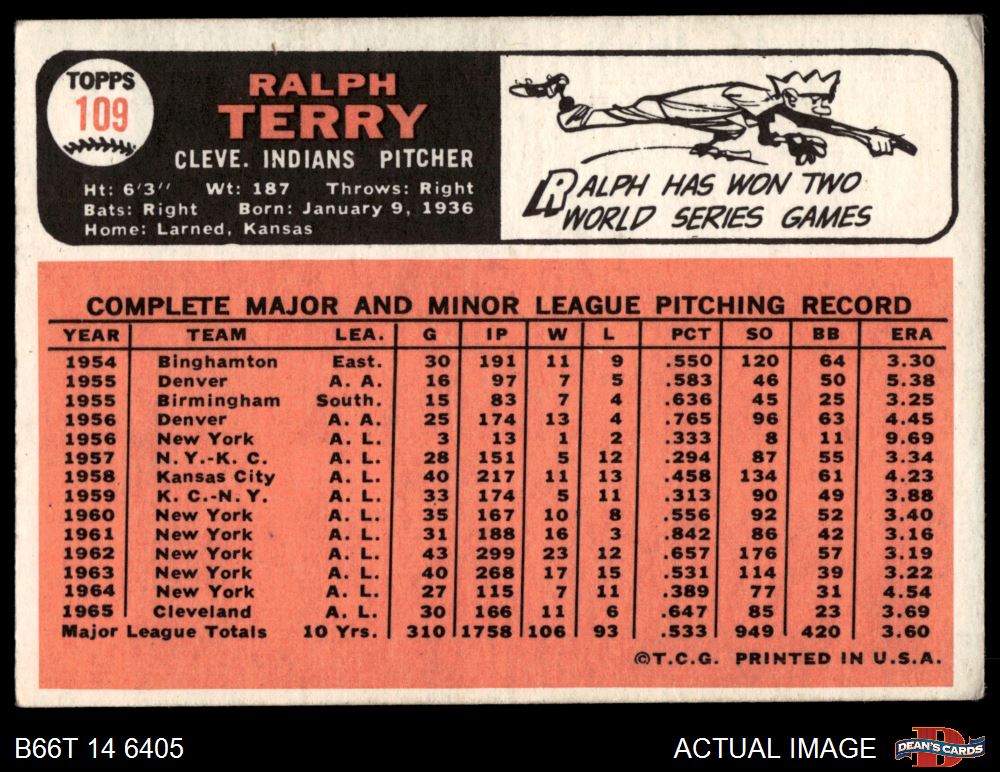 TOPPS
109
RALPH
TERRY
CLEVE. INDIANS PITCHER
Ht: 6'3'' Wt: 187 Throws: Right
Bats: Right Born: January 9, 1936
Home: Larned, Kansas
RALPH HAS WON TWO
WORLD SERIES GAMES
COMPLETE MAJOR AND MINOR LEAGUE PITCHING RECORD
YEAR TEAM LEA. G IP W L PCT SO BB ERA
1954 Binghamton East. 30 191 11 9 .550 120 64 3.30
1955 Denver A. A. 16 97 7 5 .583 46 50 5.38
1955 Birmingham South. 15 83 7 4 .636 45 25 3.25
1956 Denver A. A. 25 174 13 4 .765 96 63 4.45
1956 New York A. L. 3 13 1 2 .333 8 11 9.69
1957 N. Y.-K. C. A. L. 28 151 5 12 .294 87 55 3.34
1958 Kansas City A. L. 40 217 11 13 .458 134 61 4.23
1959 K. C.-N. Y. A. L. 33 174 5 11 .313 90 49 3.88
1960 New York A. L. 35 167 10 8 .556 92 52 3.40
1961 New York A. L. 31 188 16 3 .842 86 42 3.16
1962 New York A. L. 43 299 23 12 .657 176 57 3.19
1963 New York A. L. 40 268 17 15 .531 114 39 3.22
1964 New York A. L. 27 115 7 11 .389 77 31 4.54
1965 Cleveland A. L. 30 166 11 6 .647 85 23 3.69
Major League Totals 10 Yrs. 310 1758 106 93 .533 949 420 3.60
©T.C.G. PRINTED IN U.S.A.
B66T 14 6405
ACTUAL IMAGE
DEAN'S CARDS